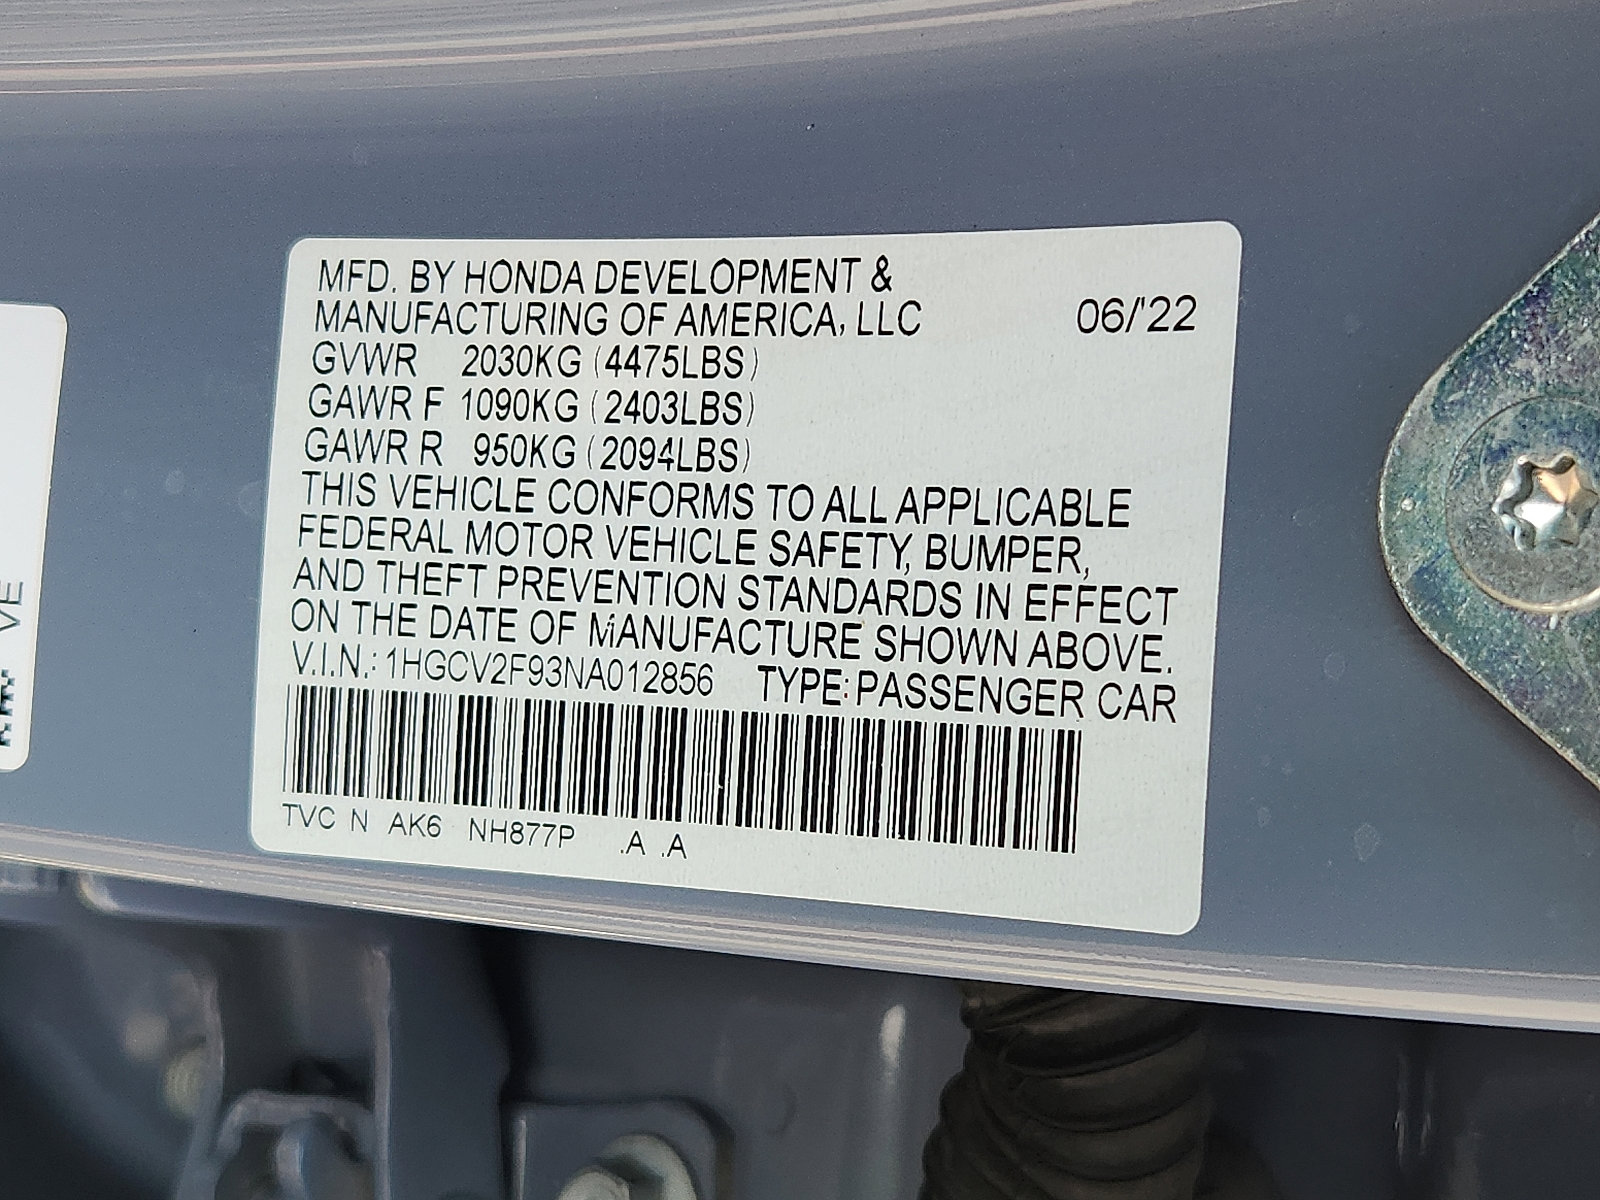 MFD. BY HONDA DEVELOPMENT &
MANUFACTURING OF AMERICA, LLC 06/'22
GVWR 2030KG (4475LBS)
GAWR F 1090KG (2403LBS)
GAWR R 950KG (2094LBS)
THIS VEHICLE CONFORMS TO ALL APPLICABLE
FEDERAL MOTOR VEHICLE SAFETY, BUMPER,
AND THEFT PREVENTION STANDARDS IN EFFECT
ON THE DATE OF MANUFACTURE SHOWN ABOVE.
V.I.N.: 1HGCV2F93NA012856 TYPE: PASSENGER CAR
TVC N AK6 NH877P .A .A
VE